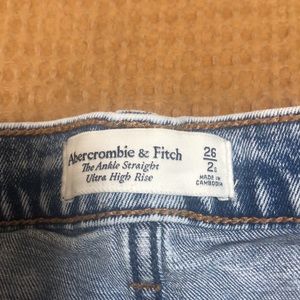 Abercrombie & Fitch
The Ankle Straight
Ultra High Rise
26
2s
MADE IN
CAMBODIA